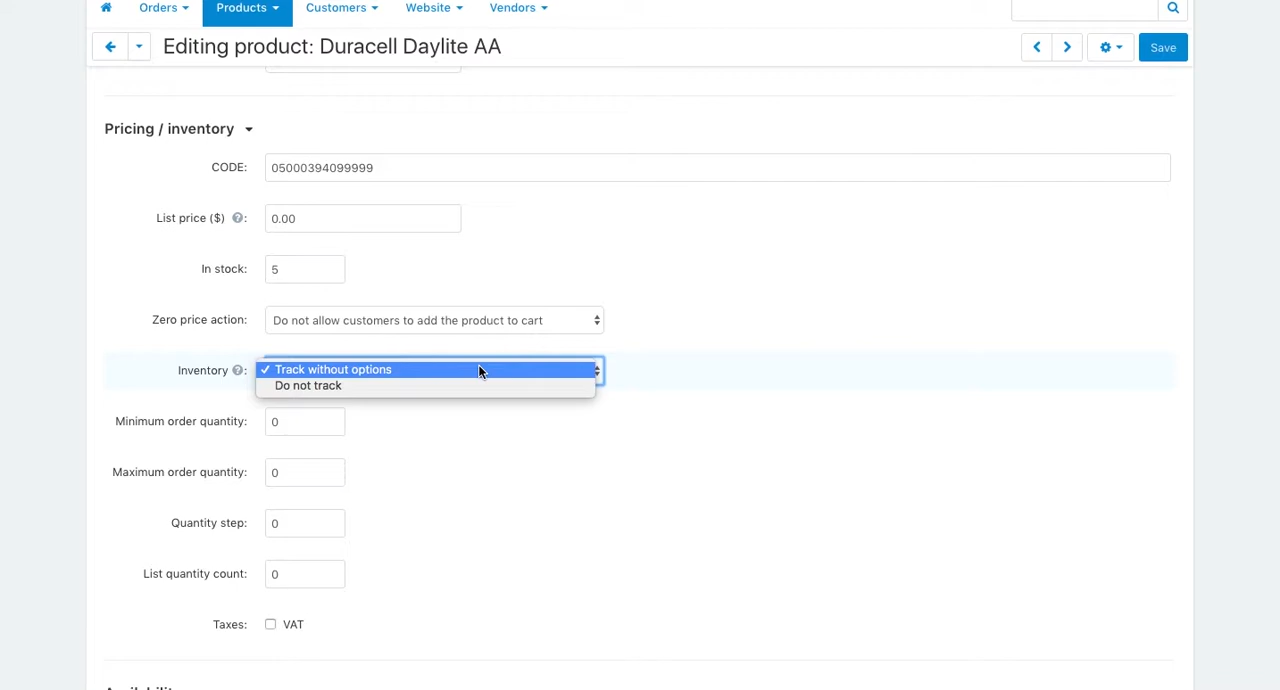 Orders Products Customers Website Vendors
Editing product: Duracell Daylite AA Save
Pricing / inventory
CODE: 05000394099999
List price ($) ? : 0.00
In stock: 5
Zero price action: Do not allow customers to add the product to cart
Inventory ? : ✓ Track without options
Do not track
Minimum order quantity: 0
Maximum order quantity: 0
Quantity step: 0
List quantity count: 0
Taxes: VAT